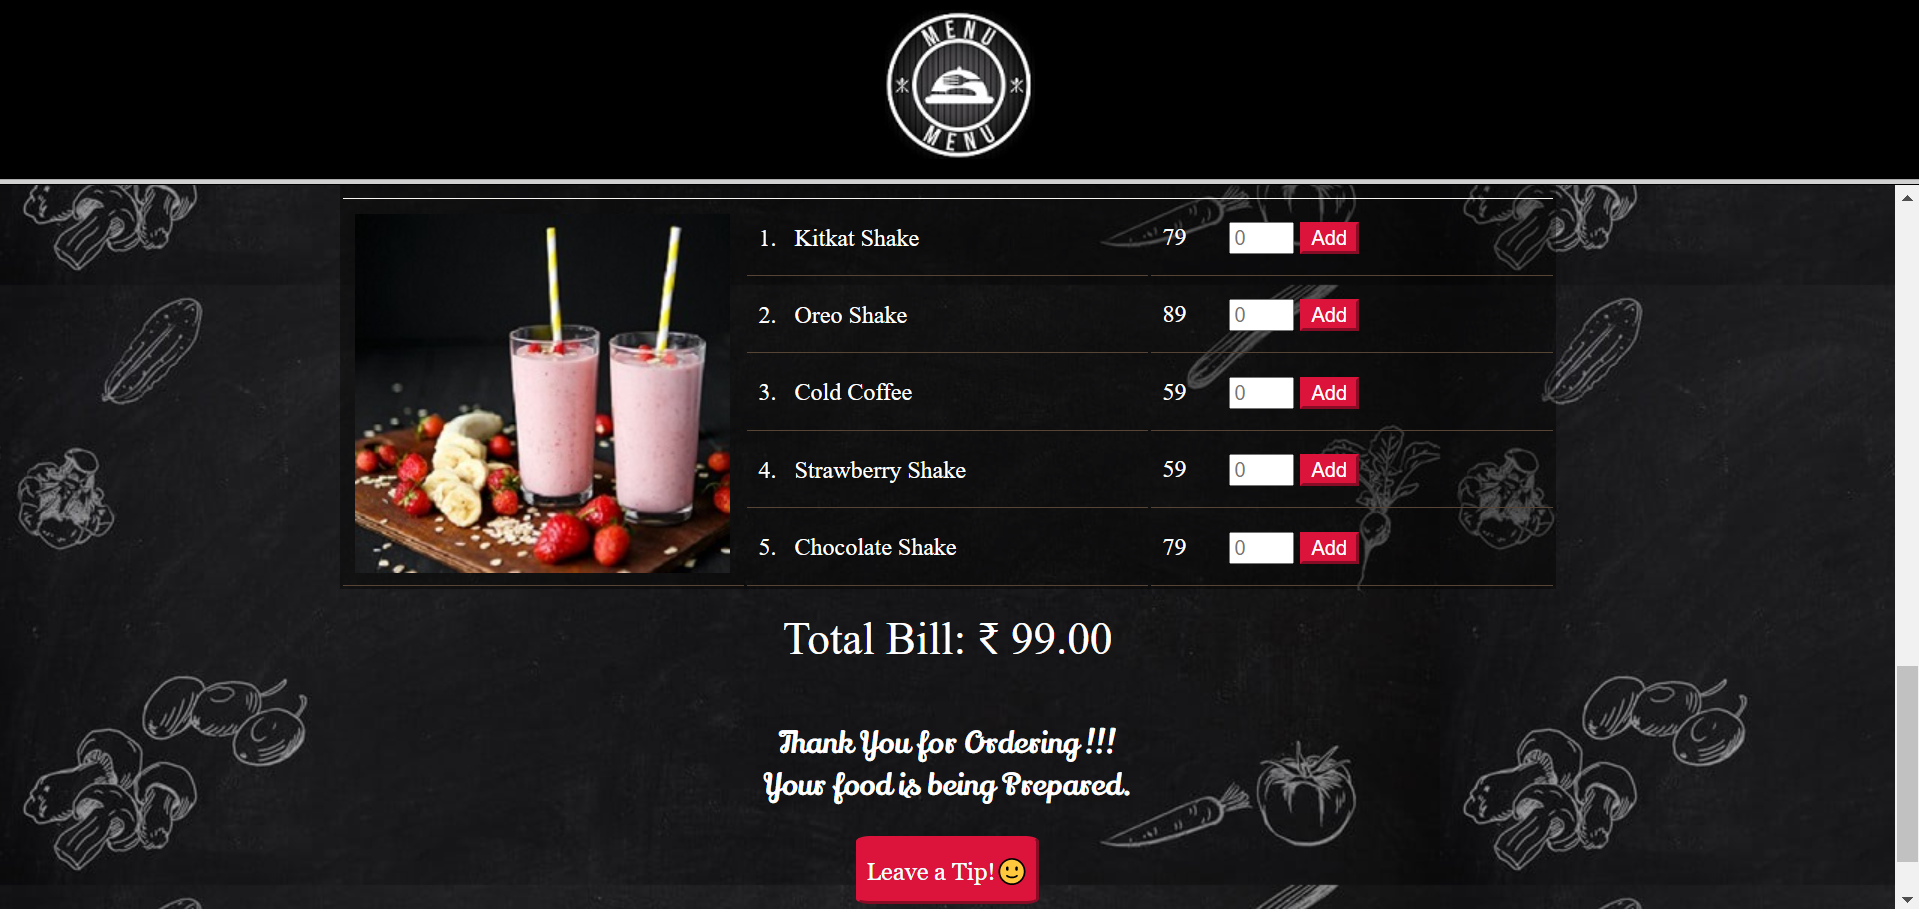 MENU
MENU
1. Kitkat Shake 79 0 Add
2. Oreo Shake 89 0 Add
3. Cold Coffee 59 0 Add
4. Strawberry Shake 59 0 Add
5. Chocolate Shake 79 0 Add
Total Bill: ₹ 99.00
Thank You for Ordering !!!
Your food is being Prepared.
Leave a Tip!🙂